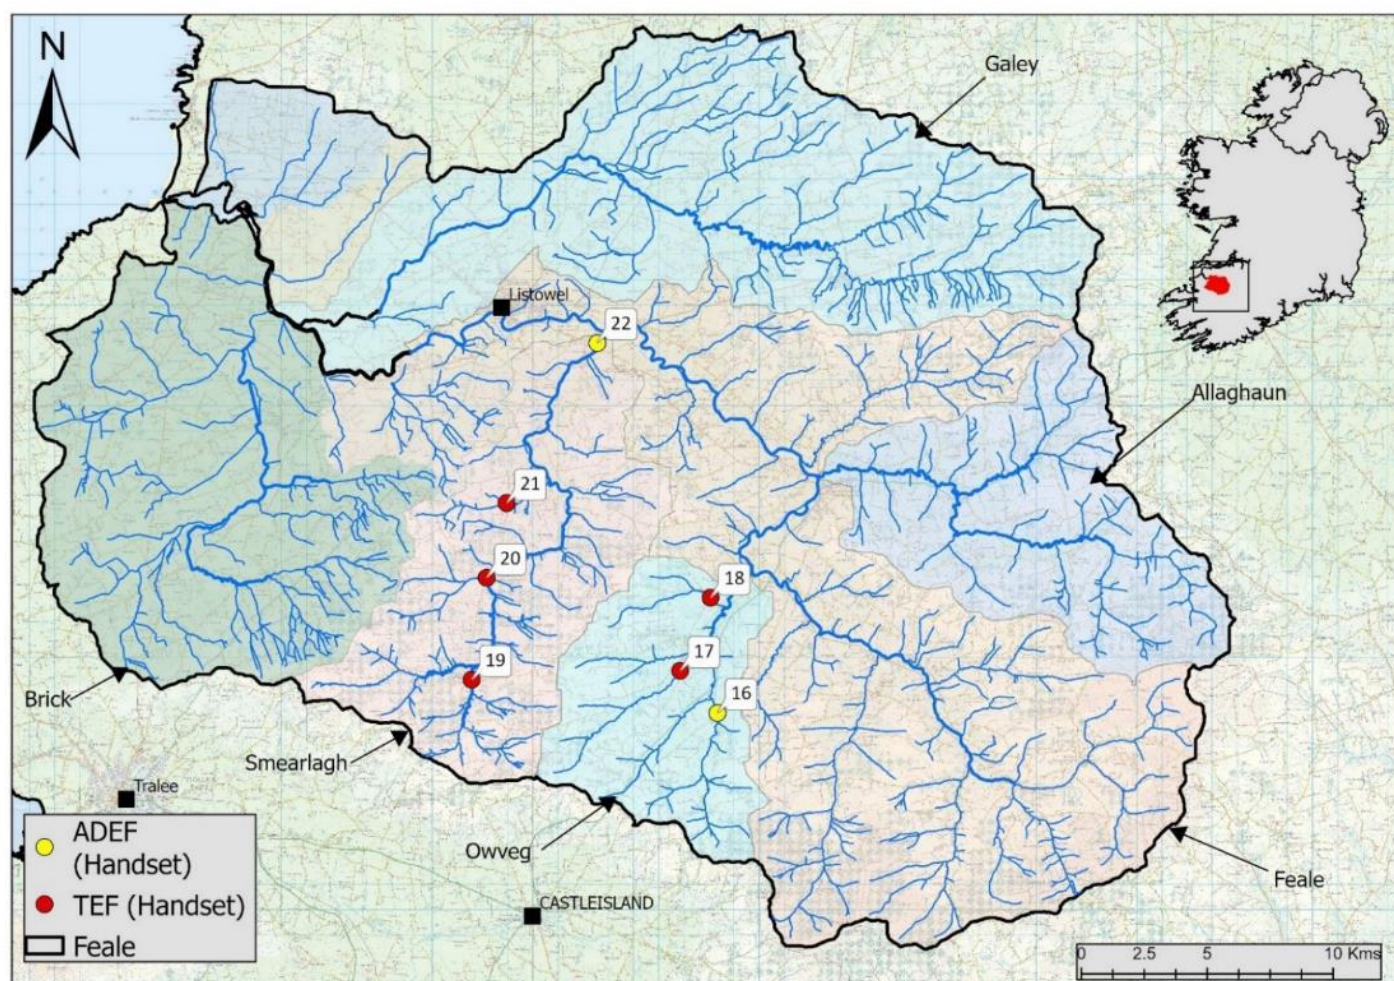 N
Galey
Listowel
22
Allaghaun
21
20
18
19
17
16
Brick
Smearlagh
Tralee
Owveg
Feale
CASTLEISLAND
ADEF
(Handset)
TEF (Handset)
Feale
0 2.5 5 10 Kms